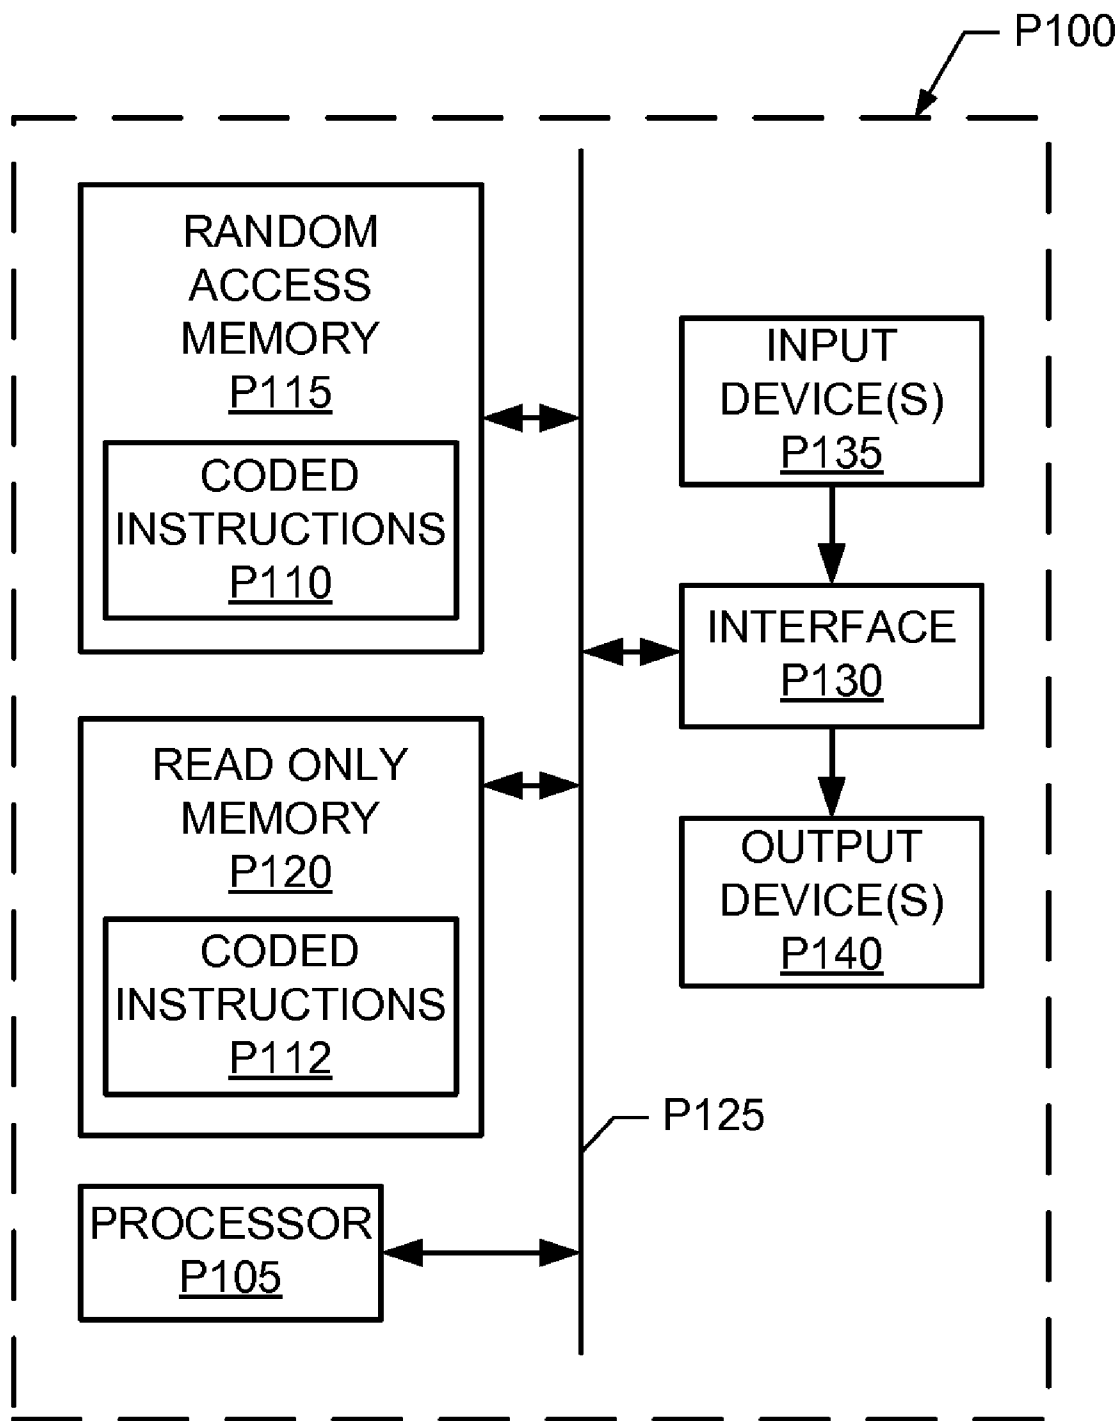 P100
RANDOM
ACCESS
MEMORY
P115
CODED
INSTRUCTIONS
P110
READ ONLY
MEMORY
P120
CODED
INSTRUCTIONS
P112
PROCESSOR
P105
INPUT
DEVICE(S)
P135
INTERFACE
P130
OUTPUT
DEVICE(S)
P140
P125